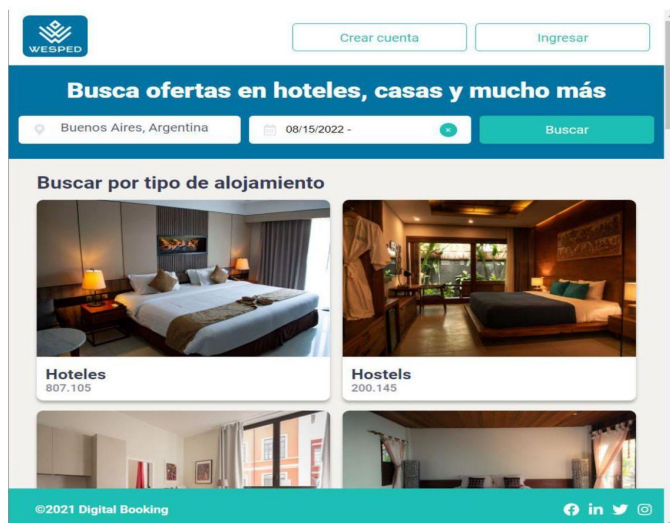 WESPED
Crear cuenta
Ingresar
Busca ofertas en hoteles, casas y mucho más
Buenos Aires, Argentina
08/15/2022 -
Buscar
Buscar por tipo de alojamiento
Hoteles
807.105
Hostels
200.145
©2021 Digital Booking